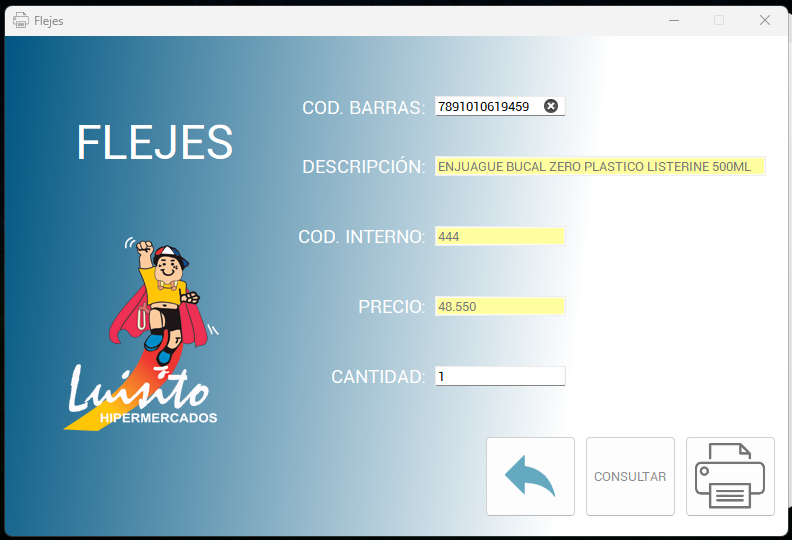 Flejes
FLEJES
COD. BARRAS: 7891010619459
DESCRIPCIÓN: ENJUAGUE BUCAL ZERO PLASTICO LISTERINE 500ML
COD. INTERNO: 444
PRECIO: 48.550
CANTIDAD: 1
Luisito
HIPERMERCADOS
CONSULTAR